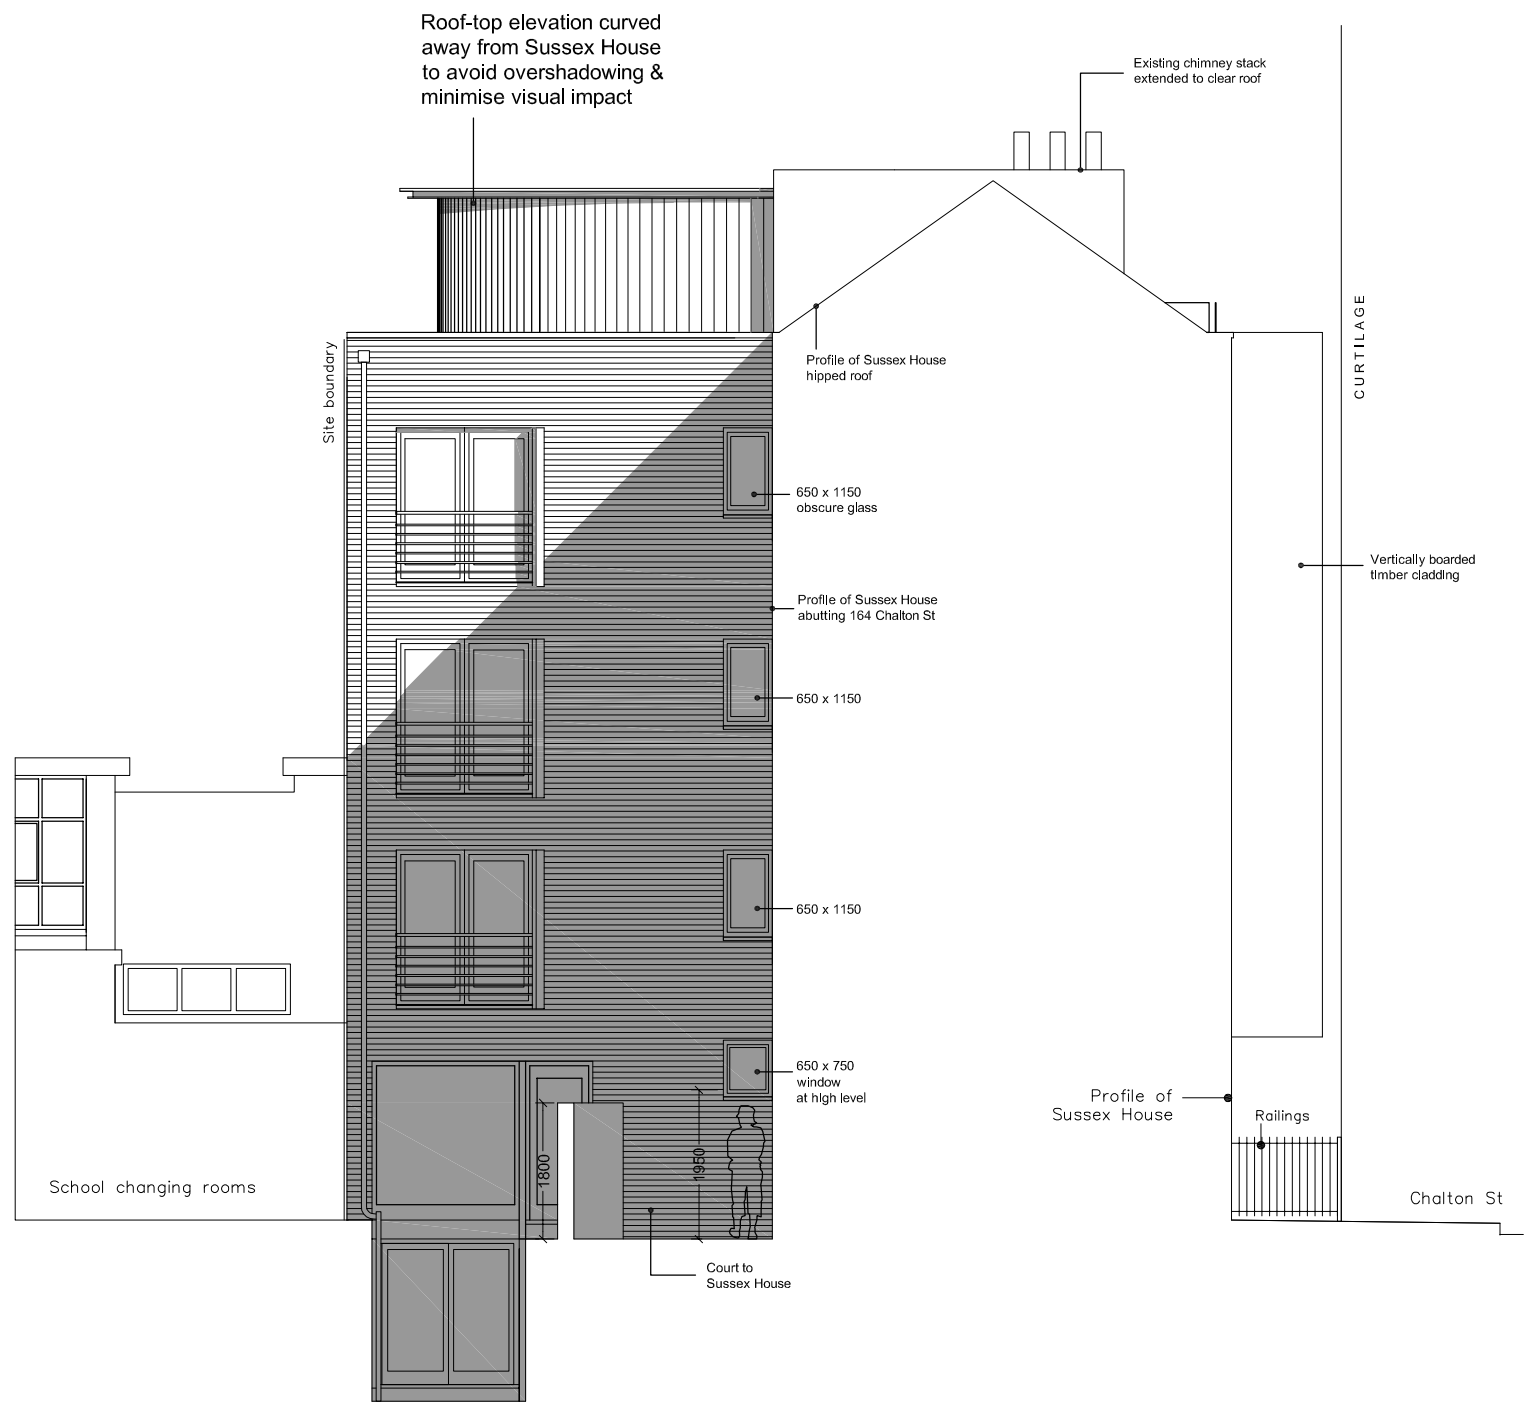 Roof-top elevation curved
away from Sussex House
to avoid overshadowing &
minimise visual impact
Existing chimney stack
extended to clear roof
Site boundary
Profile of Sussex House
hipped roof
CURTILAGE
650 x 1150
obscure glass
Vertically boarded
timber cladding
Profile of Sussex House
abutting 164 Chalton St
650 x 1150
650 x 1150
650 x 750
window
at high level
Profile of
Sussex House
Railings
1800
1950
School changing rooms
Chalton St
Court to
Sussex House